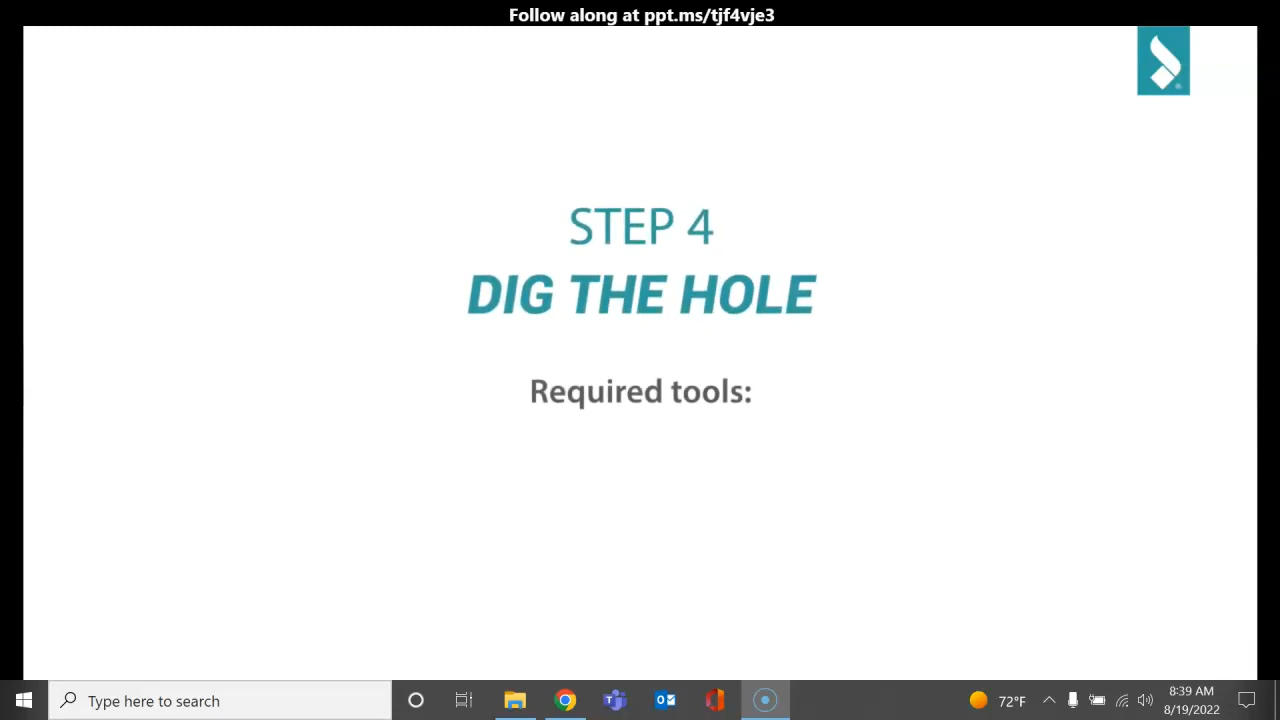 Follow along at ppt.ms/tjf4vje3
STEP 4
DIG THE HOLE
Required tools:
Type here to search
72°F
8:39 AM
8/19/2022